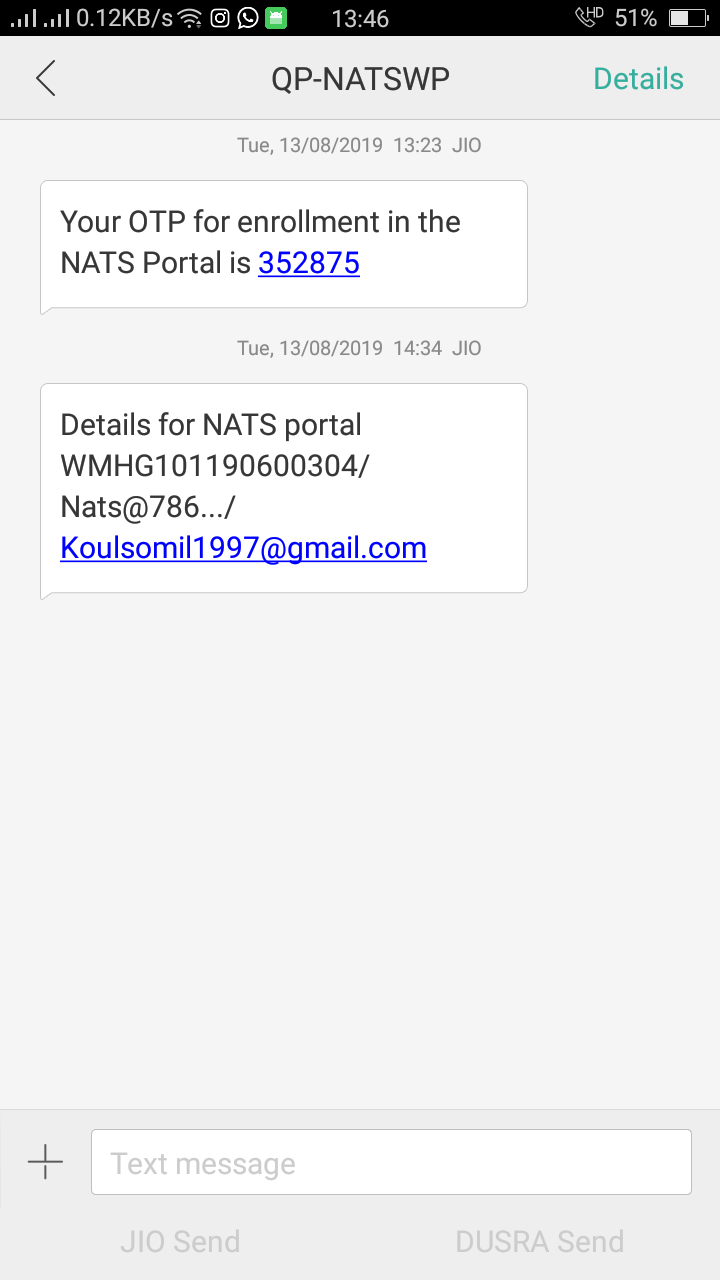 0.12KB/s 13:46 HD 51%
QP-NATSWP Details
Tue, 13/08/2019 13:23 JIO
Your OTP for enrollment in the
NATS Portal is 352875
Tue, 13/08/2019 14:34 JIO
Details for NATS portal
WMHG101190600304/
Nats@786.../
Koulsomil1997@gmail.com
Text message
JIO Send DUSRA Send